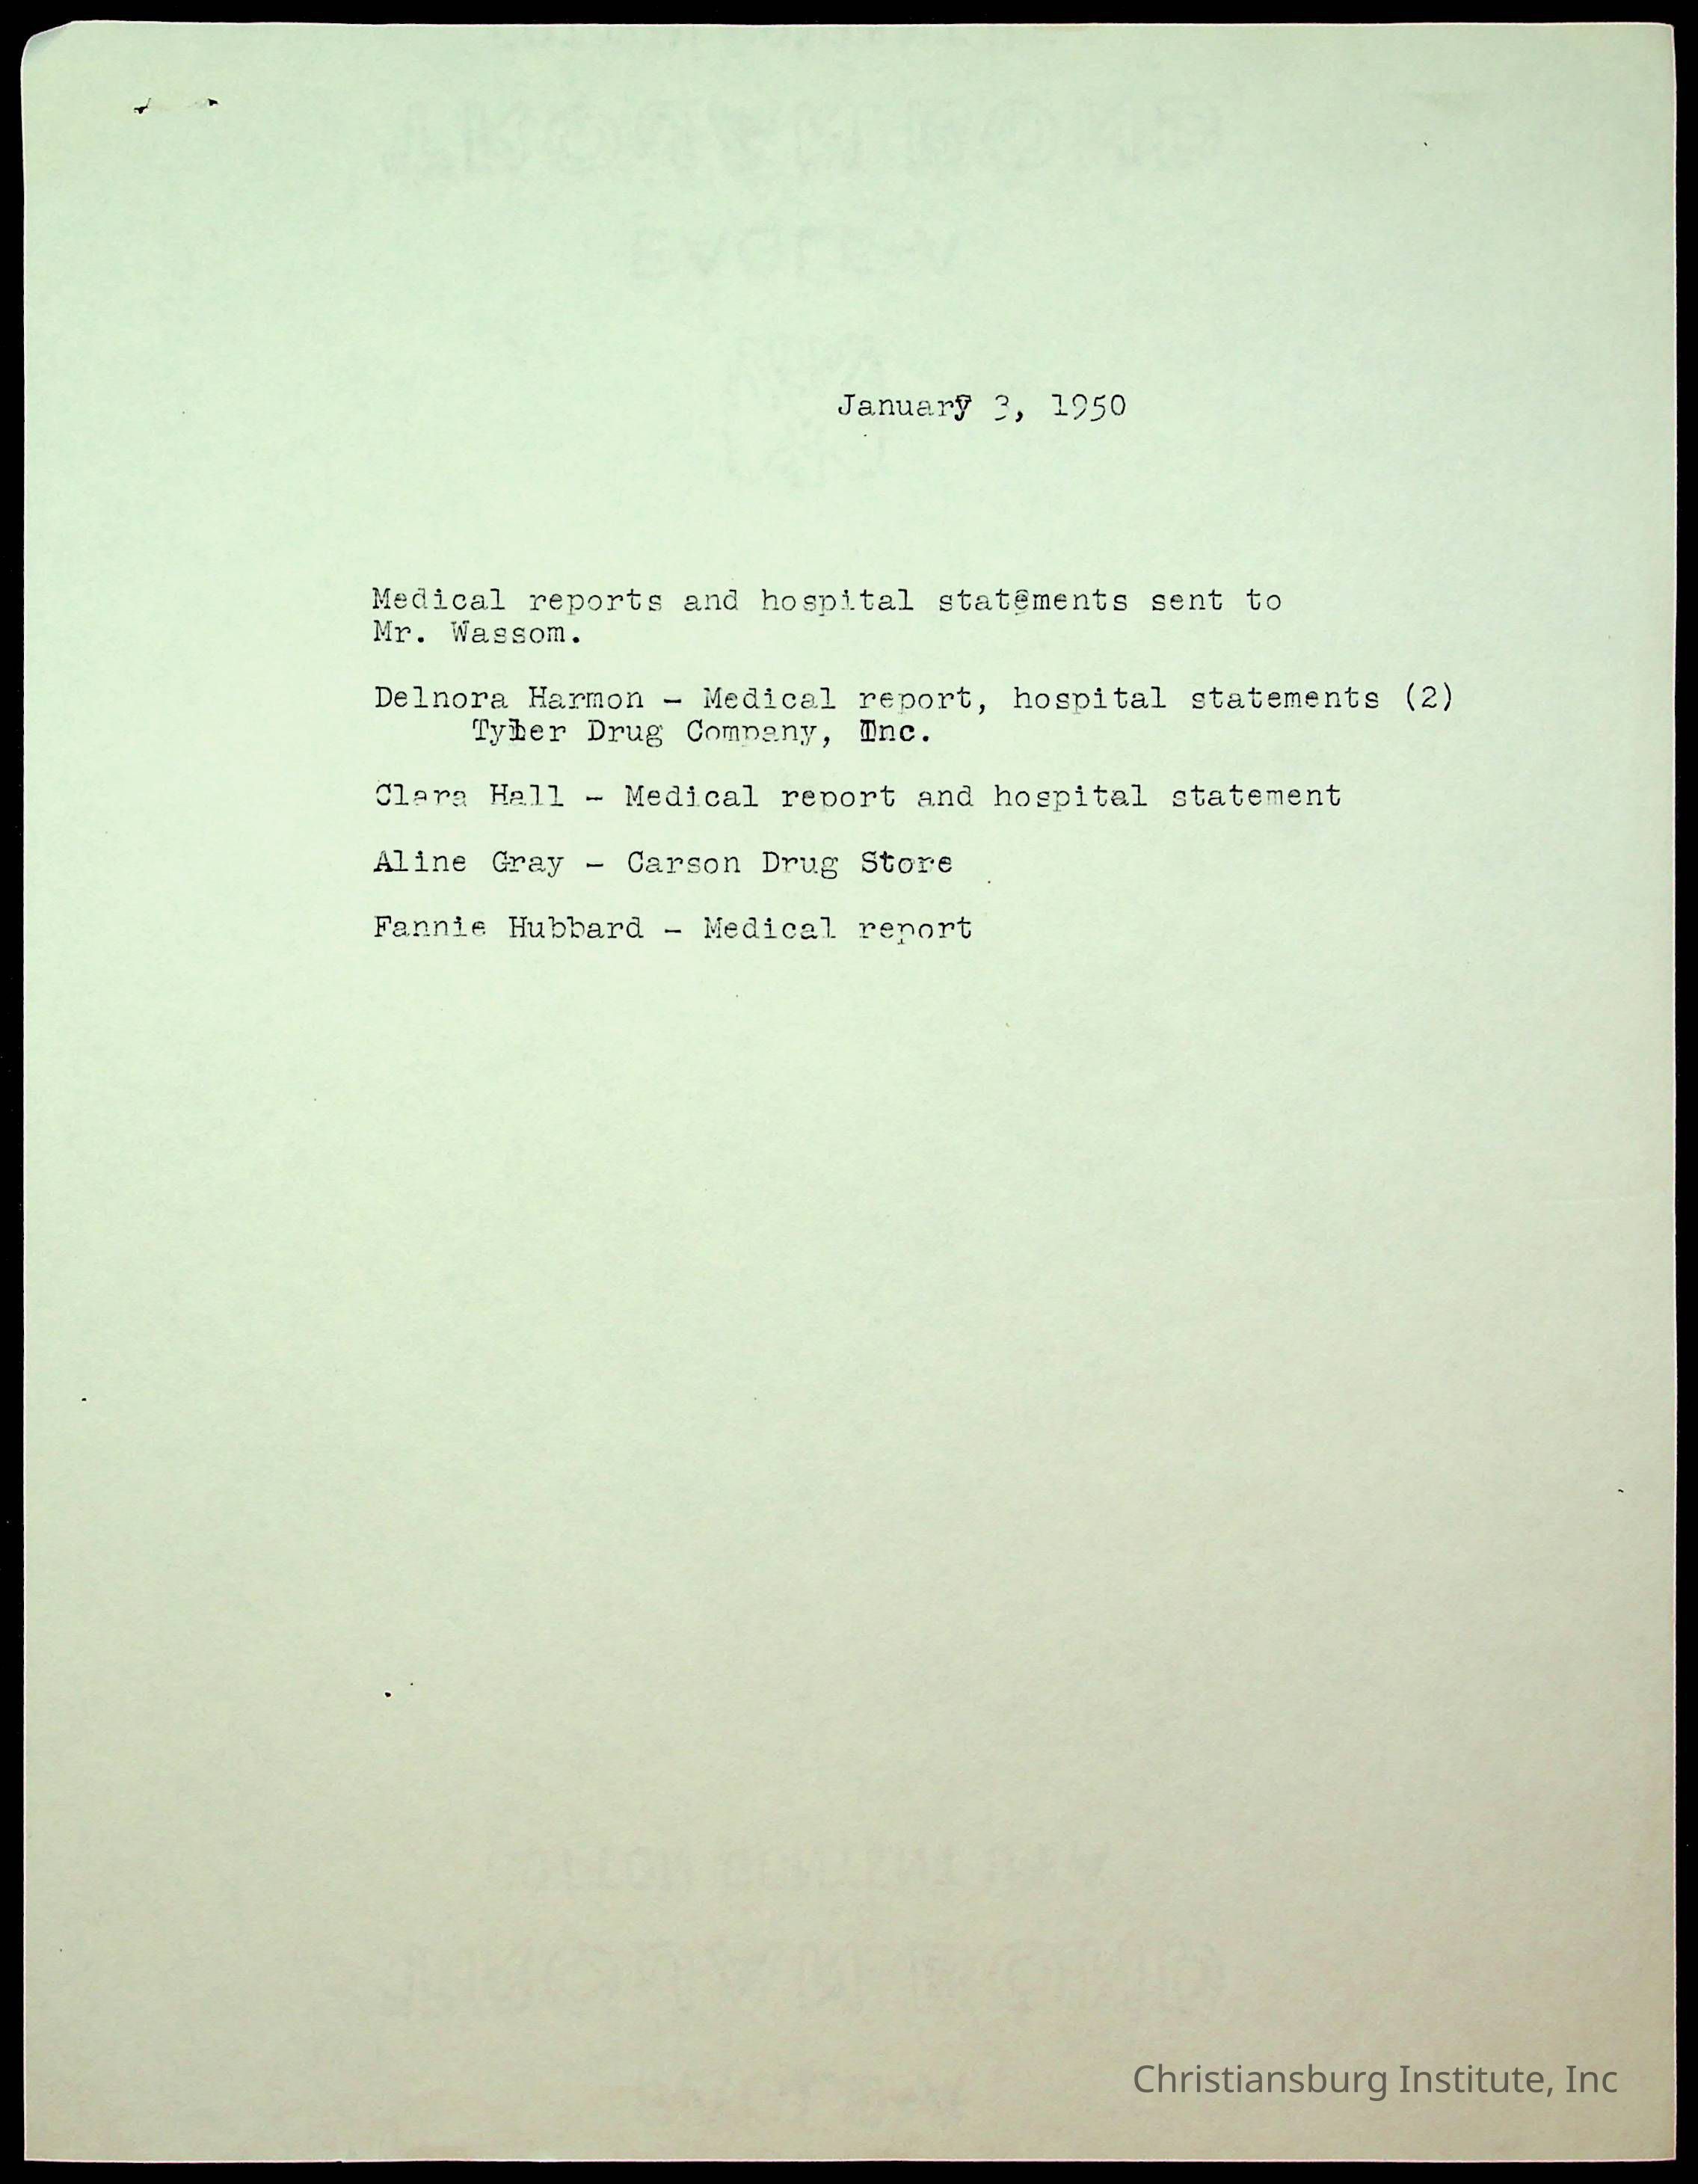 January 3, 1950
Medical reports and hospital statements sent to
Mr. Wassom.
Delnora Harmon - Medical report, hospital statements (2)
Tyler Drug Company, Inc.
Clara Hall - Medical report and hospital statement
Aline Gray - Carson Drug Store
Fannie Hubbard - Medical report
Christiansburg Institute, Inc